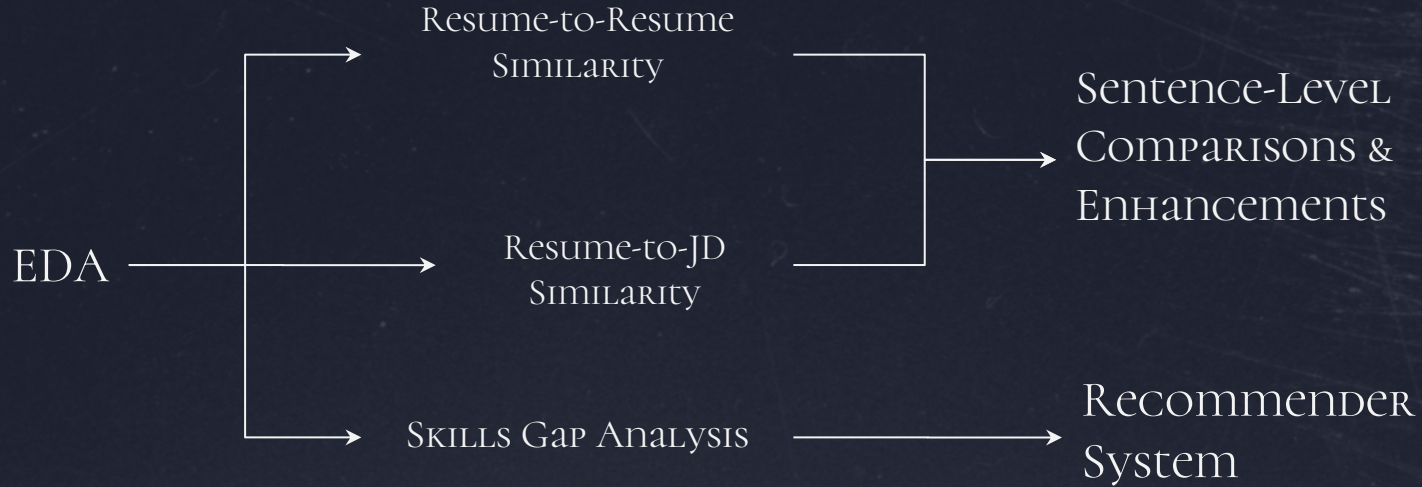 Resume-to-Resume
Similarity
Sentence-Level
Comparisons &
Enhancements
EDA
Resume-to-JD
Similarity
Skills Gap Analysis
Recommender
System